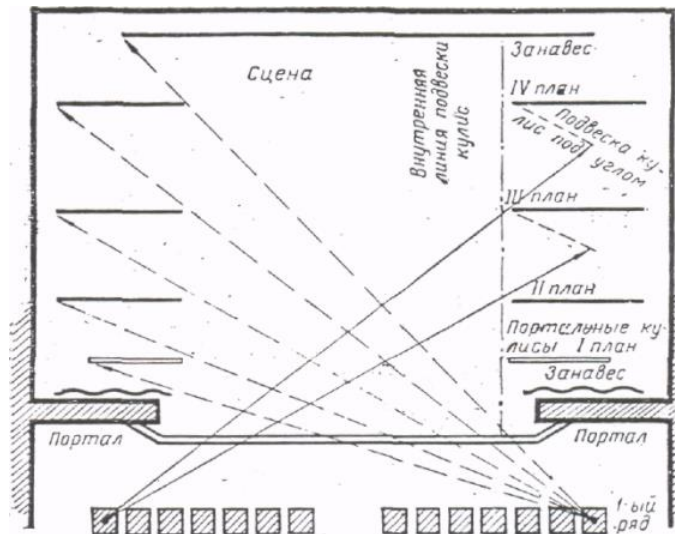 Занавес
Сцена
IV план
Внутренняя
линия подвески
кулис
Подвеска ку-
лис под углом
III план
II план
Портальные ку-
лисы I план
Занавес
Портал
Портал
1-ый
ряд